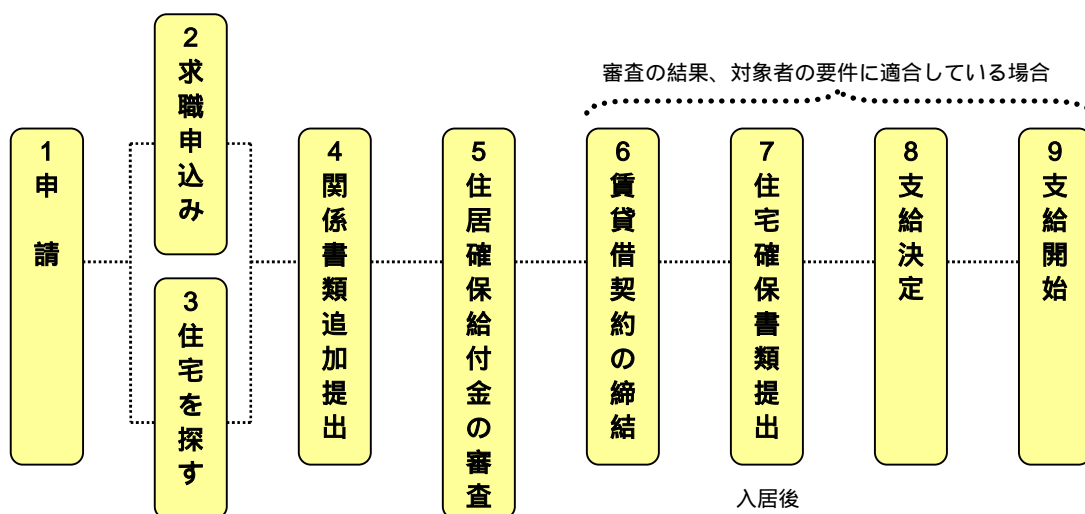 審査の結果、対象者の要件に適合している場合
1申　請
2求職申込み
3住宅を探す
4関係書類追加提出
5住居確保給付金の審査
6賃貸借契約の締結
7住宅確保書類提出
8支給決定
9支給開始
入居後